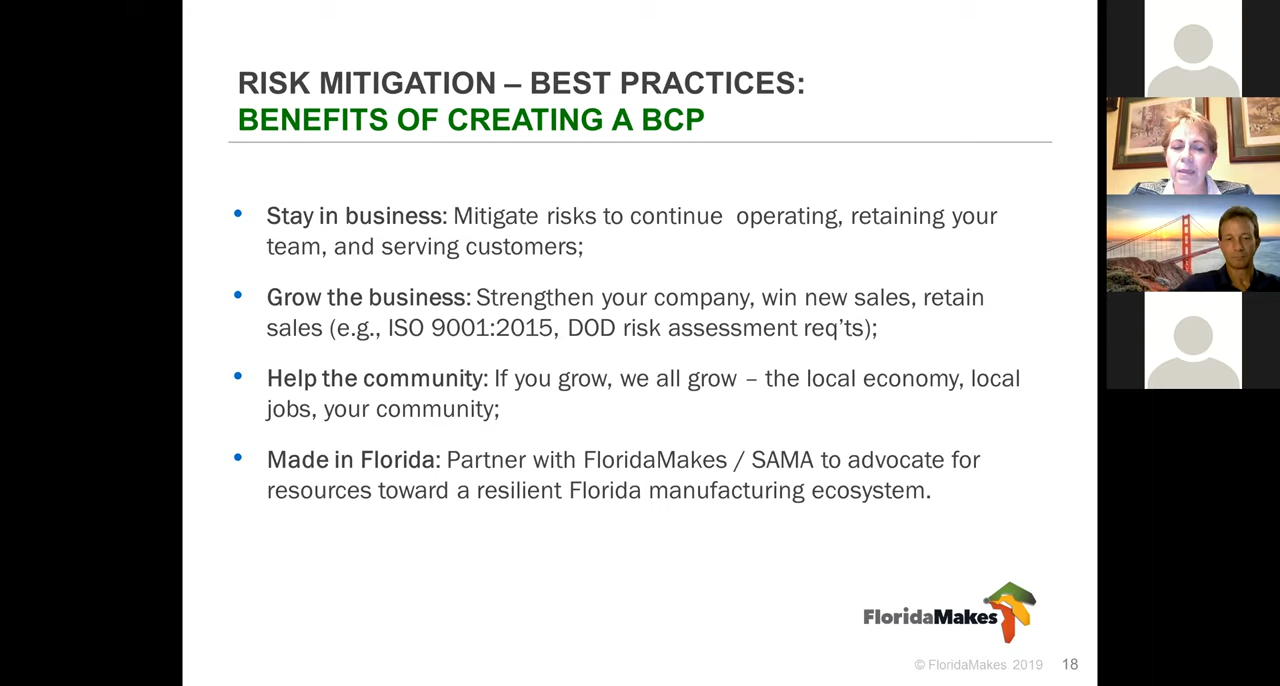 RISK MITIGATION – BEST PRACTICES:
BENEFITS OF CREATING A BCP
• Stay in business: Mitigate risks to continue  operating, retaining your
team, and serving customers;
• Grow the business: Strengthen your company, win new sales, retain
sales (e.g., ISO 9001:2015, DOD risk assessment req’ts);
• Help the community: If you grow, we all grow – the local economy, local
jobs, your community;
• Made in Florida: Partner with FloridaMakes / SAMA to advocate for
resources toward a resilient Florida manufacturing ecosystem.
FloridaMakes
© FloridaMakes 2019 18